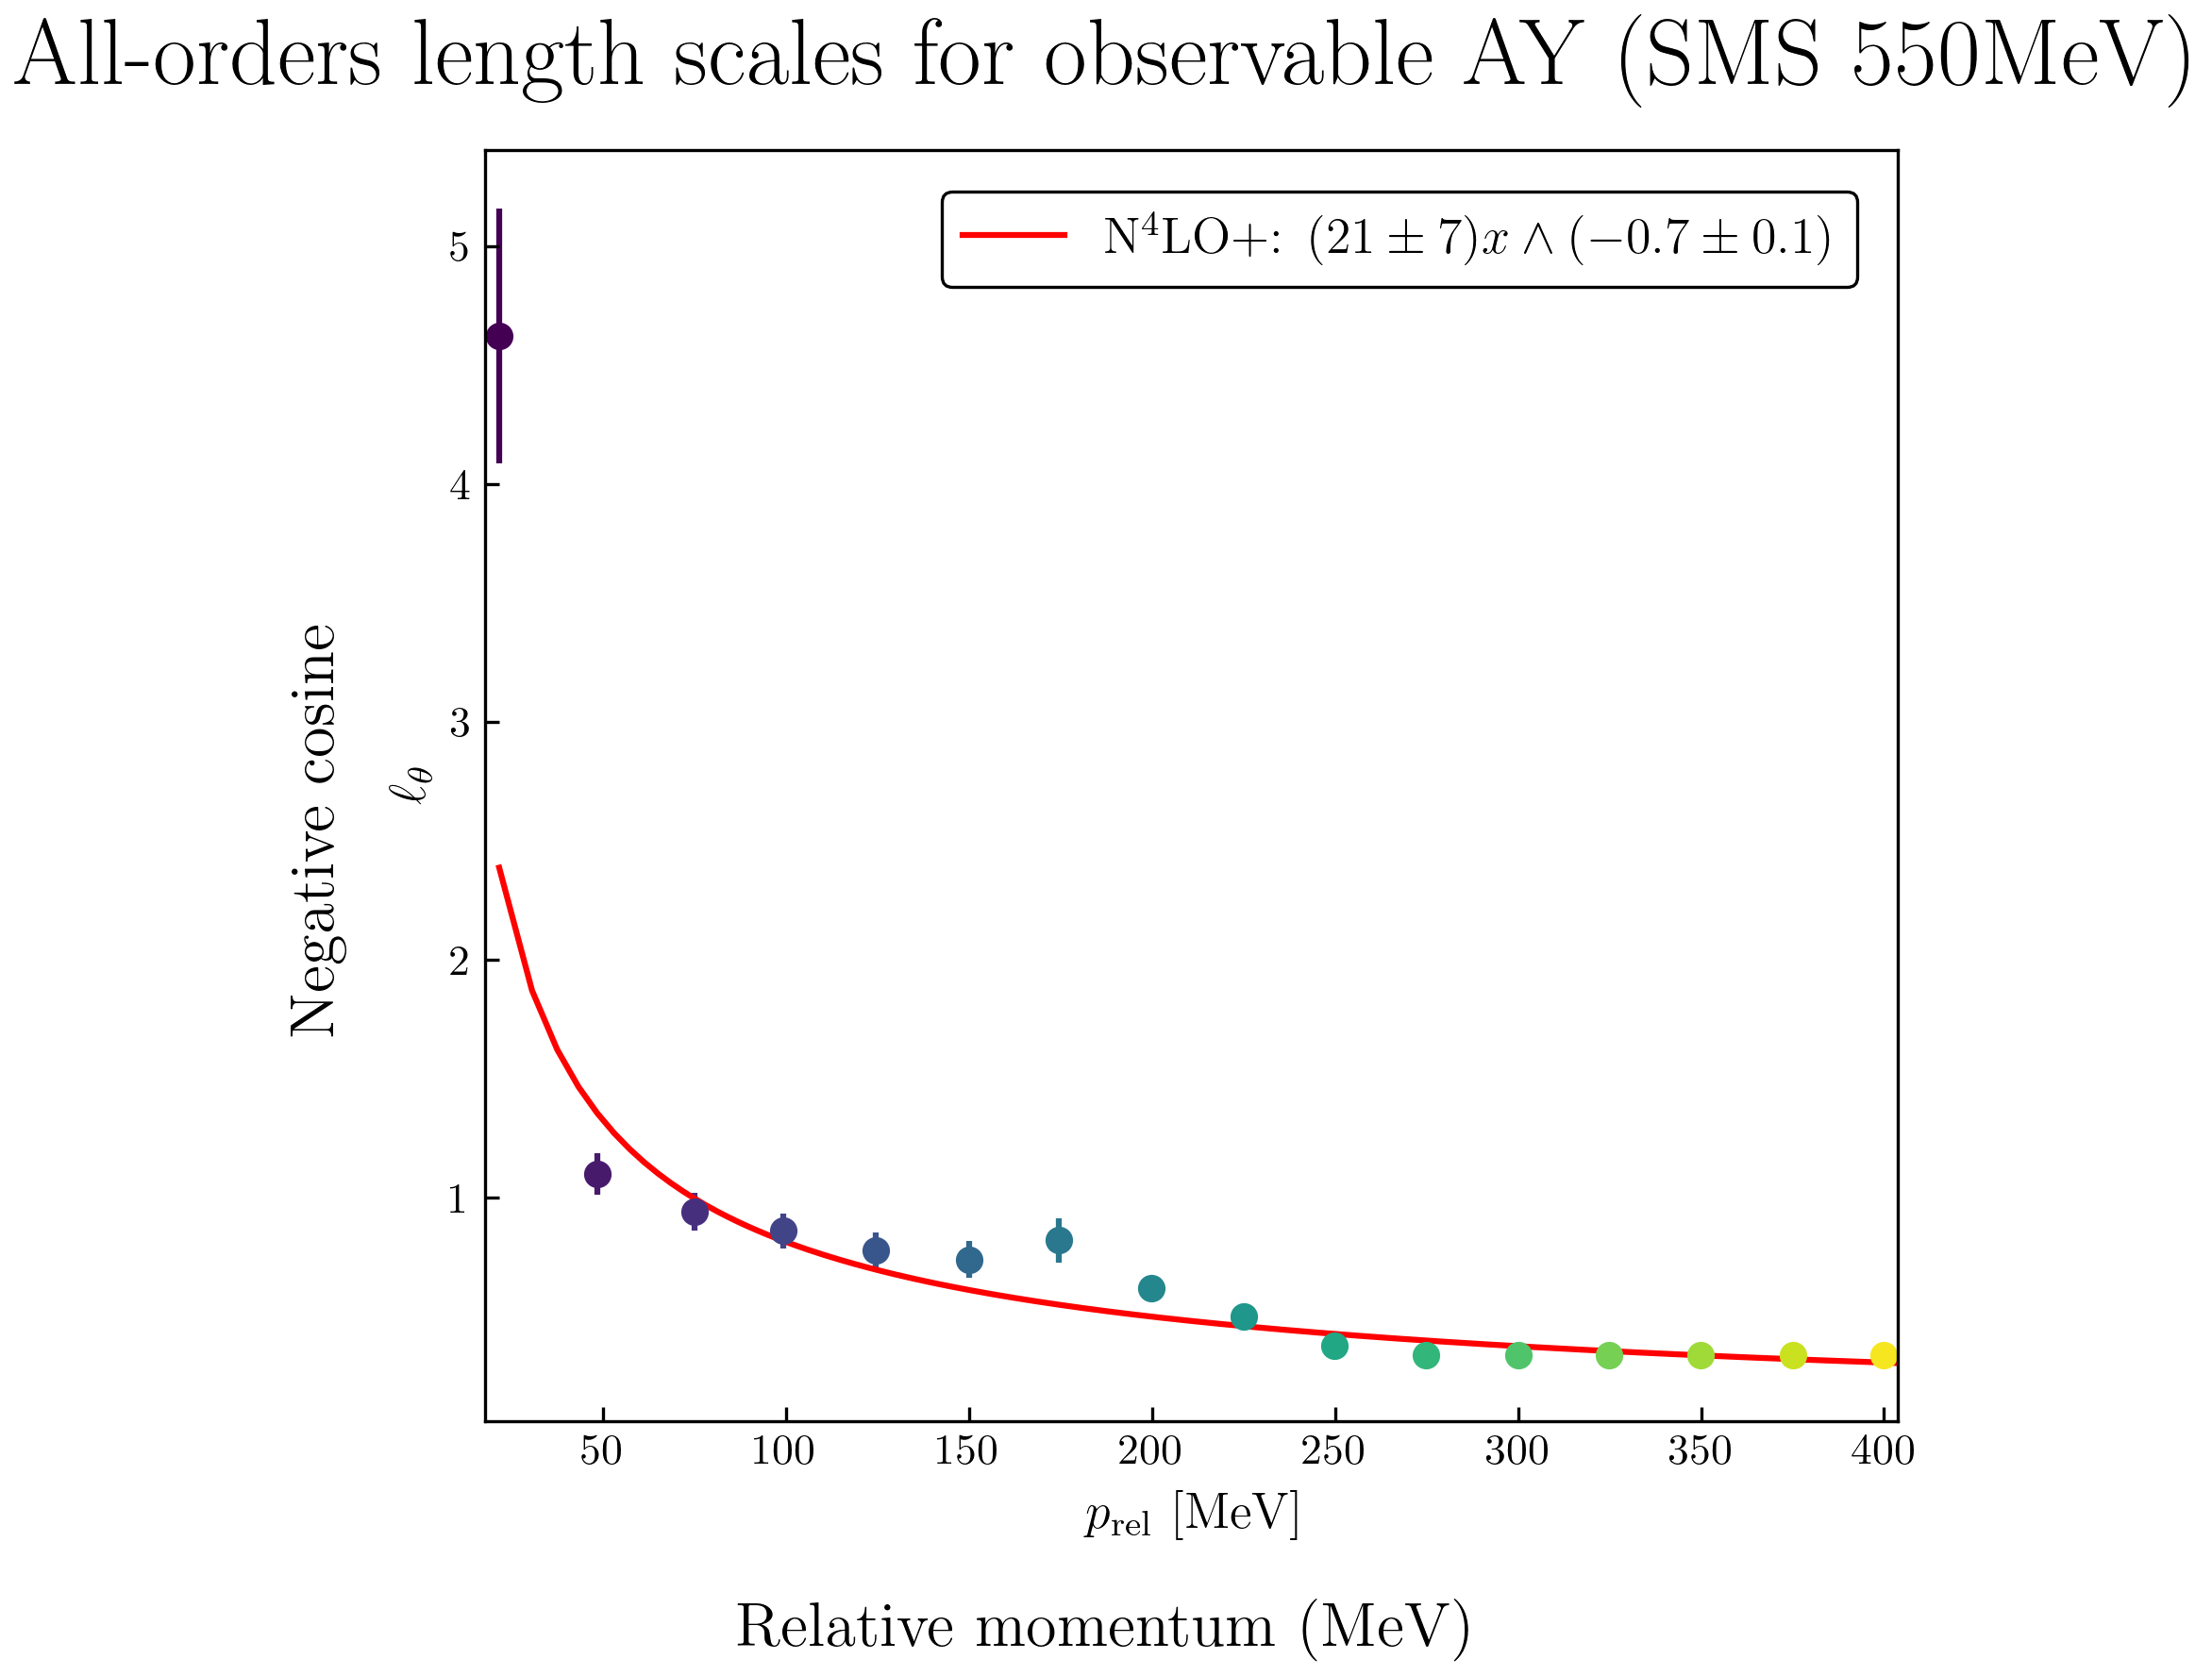 All-orders length scales for observable AY (SMS 550MeV)
N⁴LO+: (21 ± 7)x ∧ (−0.7 ± 0.1)
5
4
3
2
1
Negative cosine
ℓ_θ
50 100 150 200 250 300 350 400
p_rel [MeV]
Relative momentum (MeV)